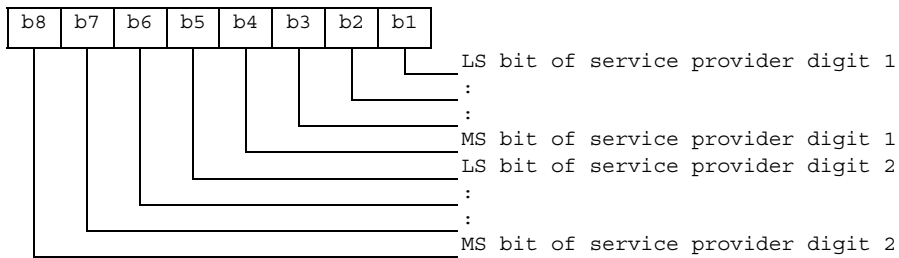 b8 b7 b6 b5 b4 b3 b2 b1
LS bit of service provider digit 1
:
:
MS bit of service provider digit 1
LS bit of service provider digit 2
:
:
MS bit of service provider digit 2